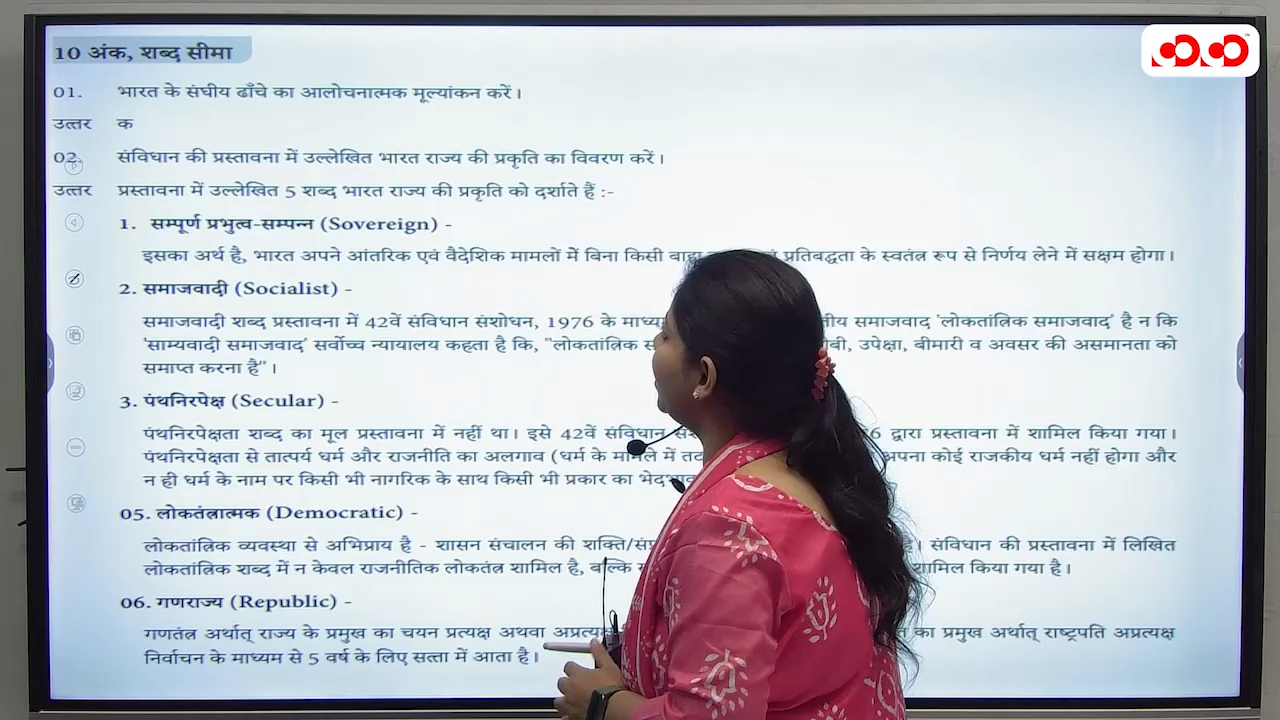 10 अंक, शब्द सीमा
01. भारत के संघीय ढाँचे का आलोचनात्मक मूल्यांकन करें।
उत्तर क
02. संविधान की प्रस्तावना में उल्लेखित भारत राज्य की प्रकृति का विवरण करें।
उत्तर प्रस्तावना में उल्लेखित 5 शब्द भारत राज्य की प्रकृति को दर्शाते हैं :-
1. सम्पूर्ण प्रभुत्व-सम्पन्न (Sovereign) -
इसका अर्थ है, भारत अपने आंतरिक एवं वैदेशिक मामलों में बिना किसी प्रतिबद्धता के स्वतंत्र रूप से निर्णय लेने में सक्षम होगा।
2. समाजवादी (Socialist) -
समाजवादी शब्द प्रस्तावना में 42वें संविधान संशोधन, 1976 के समाजवाद 'लोकतांत्रिक समाजवाद' है न कि
'साम्यवादी समाजवाद' सर्वोच्च न्यायालय कहता है कि, "लोकतांत्रिक उपेक्षा, बीमारी व अवसर की असमानता को
समाप्त करना है"।
3. पंथनिरपेक्ष (Secular) -
पंथनिरपेक्षता शब्द का मूल प्रस्तावना में नहीं था। इसे 42वें संविधान द्वारा प्रस्तावना में शामिल किया गया।
पंथनिरपेक्षता से तात्पर्य धर्म और राजनीति का अलगाव (धर्म के मामले में अपना कोई राजकीय धर्म नहीं होगा और
न ही धर्म के नाम पर किसी भी नागरिक के साथ किसी भी प्रकार का
05. लोकतंत्रात्मक (Democratic) -
लोकतांत्रिक व्यवस्था से अभिप्राय है - शासन संचालन की संविधान की प्रस्तावना में लिखित
लोकतांत्रिक शब्द में न केवल राजनीतिक लोकतंत्र शामिल है, बल्कि शामिल किया गया है।
06. गणराज्य (Republic) -
गणतंत्र अर्थात् राज्य के प्रमुख का चयन प्रत्यक्ष अथवा का प्रमुख अर्थात् राष्ट्रपति अप्रत्यक्ष
निर्वाचन के माध्यम से 5 वर्ष के लिए सत्ता में आता है।